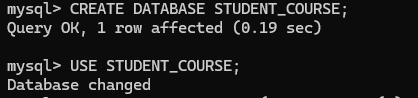 mysql> CREATE DATABASE STUDENT_COURSE;
Query OK, 1 row affected (0.19 sec)
mysql> USE STUDENT_COURSE;
Database changed